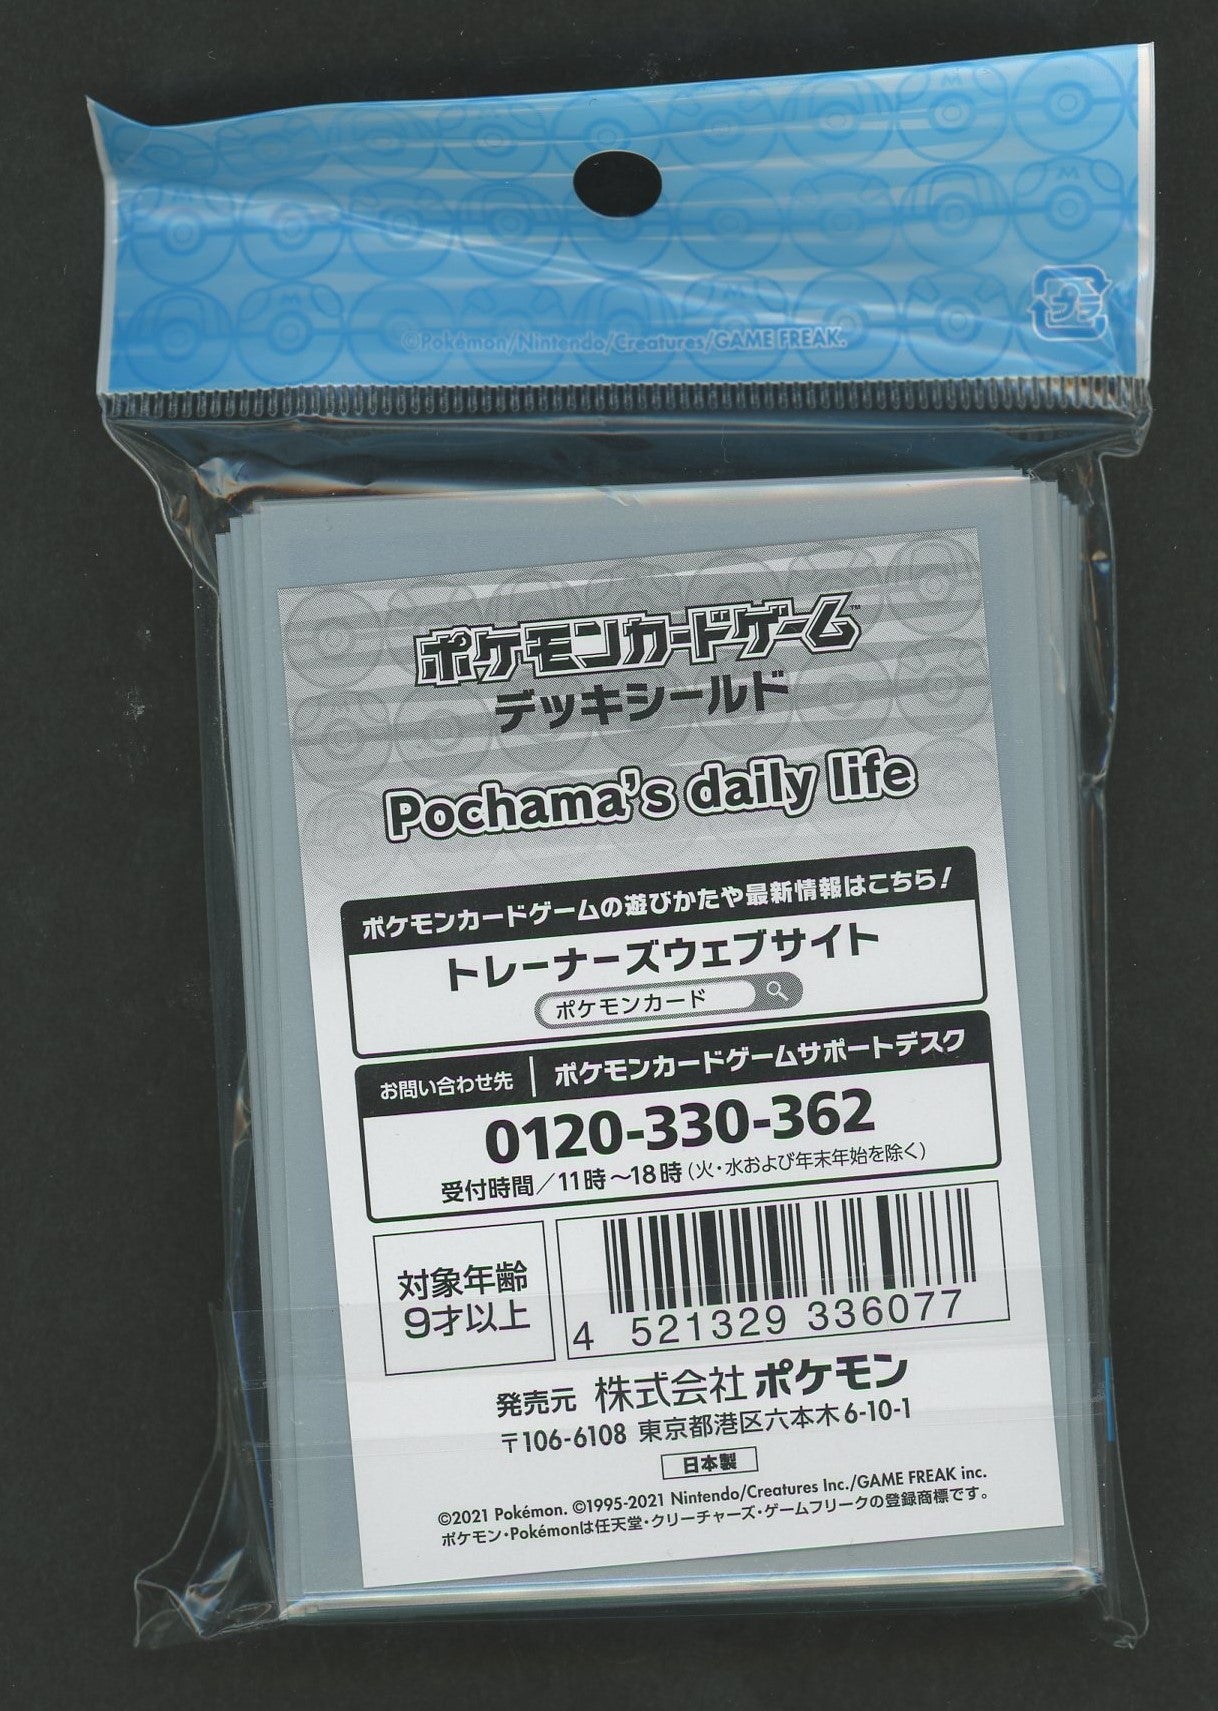 ©Pokémon/Nintendo/Creatures/GAME FREAK.
プラ
ポケモンカードゲーム™
デッキシールド
Pochama's daily life
ポケモンカードゲームの遊びかたや最新情報はこちら!
トレーナーズウェブサイト
ポケモンカード
お問い合わせ先 ポケモンカードゲームサポートデスク
0120-330-362
受付時間/11時~18時(火・水および年末年始を除く)
対象年齢
9才以上
4 521329 336077
発売元 株式会社ポケモン
〒106-6108 東京都港区六本木6-10-1
日本製
©2021 Pokémon. ©1995-2021 Nintendo/Creatures Inc./GAME FREAK inc.
ポケモン・Pokémonは任天堂・クリーチャーズ・ゲームフリークの登録商標です。